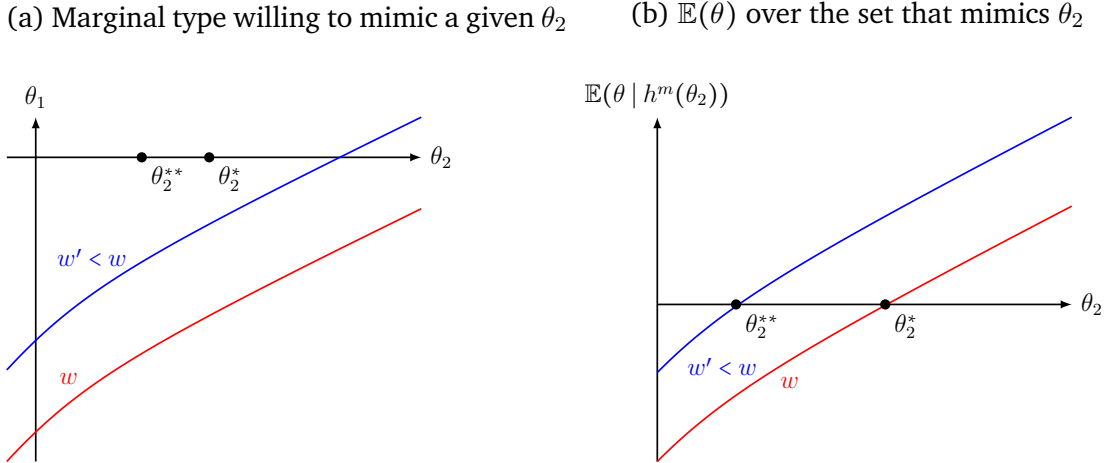 (a) Marginal type willing to mimic a given θ₂
(b) 𝔼(θ) over the set that mimics θ₂
θ₁
θ₂
θ₂**
θ₂*
w′ < w
w
𝔼(θ | hᵐ(θ₂))
θ₂
θ₂**
θ₂*
w′ < w
w